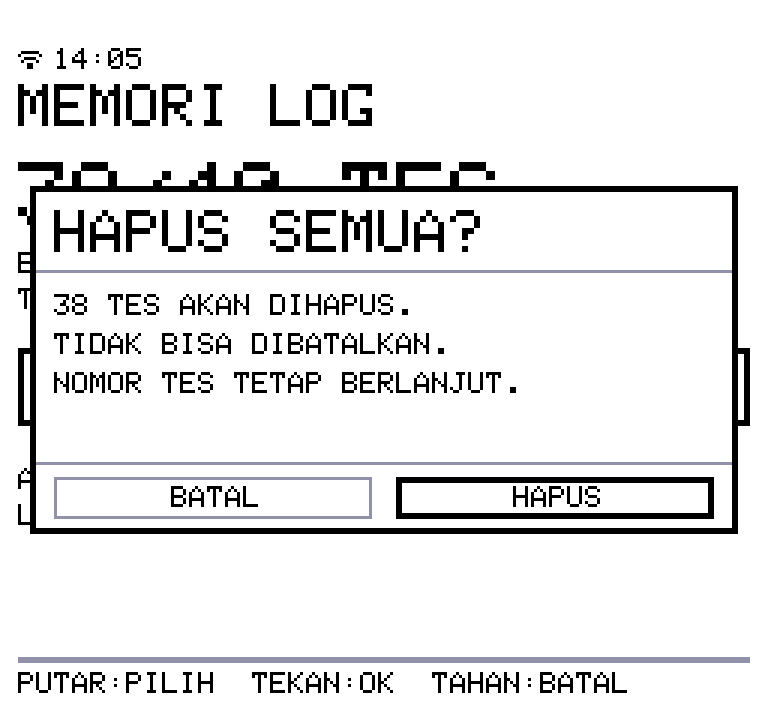 14:05
MEMORI LOG
HAPUS SEMUA?
38 TES AKAN DIHAPUS.
TIDAK BISA DIBATALKAN.
NOMOR TES TETAP BERLANJUT.
BATAL HAPUS
PUTAR:PILIH TEKAN:OK TAHAN:BATAL